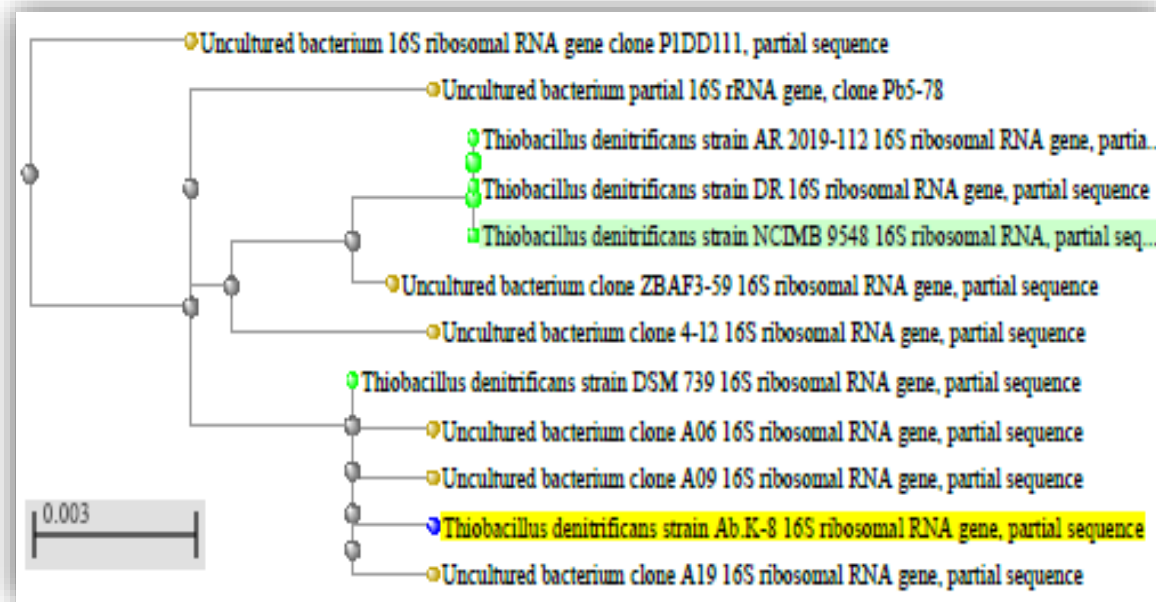 Uncultured bacterium 16S ribosomal RNA gene clone P1DD111, partial sequence
Uncultured bacterium partial 16S rRNA gene, clone Pb5-78
Thiobacillus denitrificans strain AR 2019-112 16S ribosomal RNA gene, partia...
Thiobacillus denitrificans strain DR 16S ribosomal RNA gene, partial sequence
Thiobacillus denitrificans strain NCIMB 9548 16S ribosomal RNA, partial seq...
Uncultured bacterium clone ZBAF3-59 16S ribosomal RNA gene, partial sequence
Uncultured bacterium clone 4-12 16S ribosomal RNA gene, partial sequence
Thiobacillus denitrificans strain DSM 739 16S ribosomal RNA gene, partial sequence
Uncultured bacterium clone A06 16S ribosomal RNA gene, partial sequence
Uncultured bacterium clone A09 16S ribosomal RNA gene, partial sequence
Thiobacillus denitrificans strain Ab.K-8 16S ribosomal RNA gene, partial sequence
Uncultured bacterium clone A19 16S ribosomal RNA gene, partial sequence
0.003